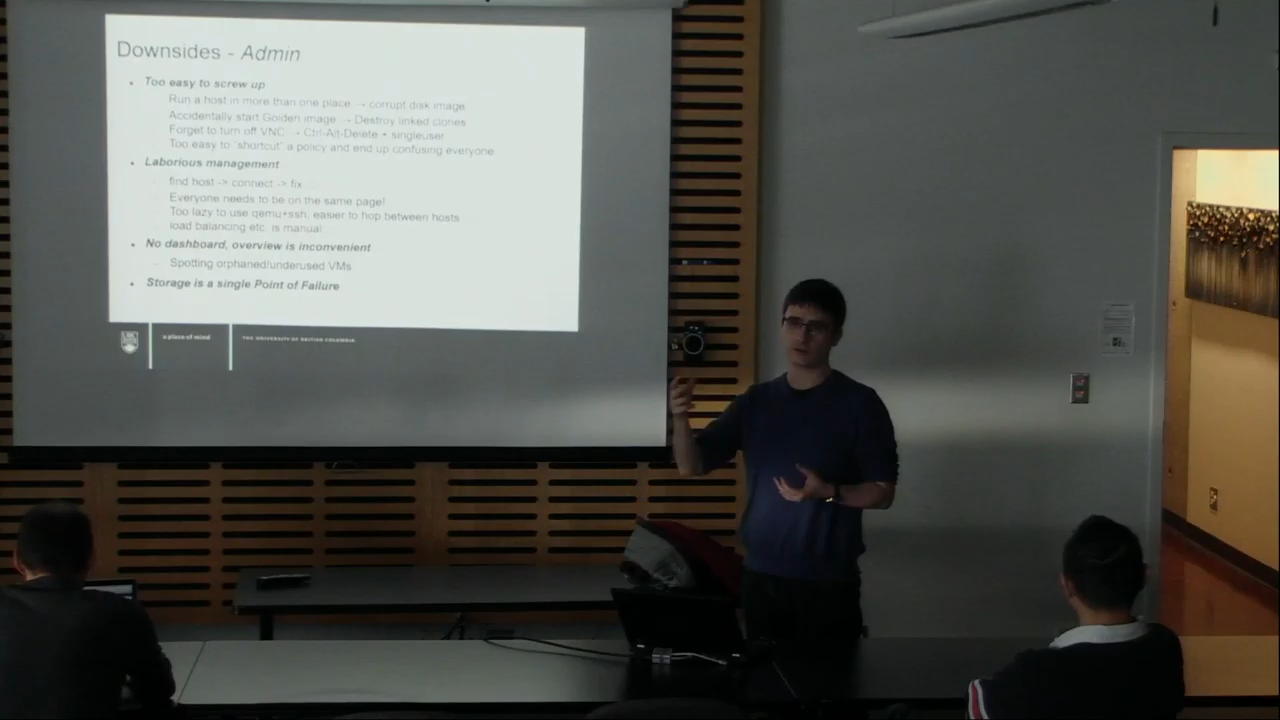 Downsides - Admin
• Too easy to screw up
Run a host in more than one place → corrupt disk image
Accidentally start Golden image → Destroy linked clones
Forget to turn off VNC → Ctrl-Alt-Delete + singleuser
Too easy to "shortcut" a policy and end up confusing everyone
• Laborious management
find host -> connect -> fix
Everyone needs to be on the same page!
Too lazy to use qemu+ssh, easier to hop between hosts
load balancing etc. is manual
• No dashboard, overview is inconvenient
Spotting orphaned/underused VMs
• Storage is a single Point of Failure
UBC
a place of mind
THE UNIVERSITY OF BRITISH COLUMBIA